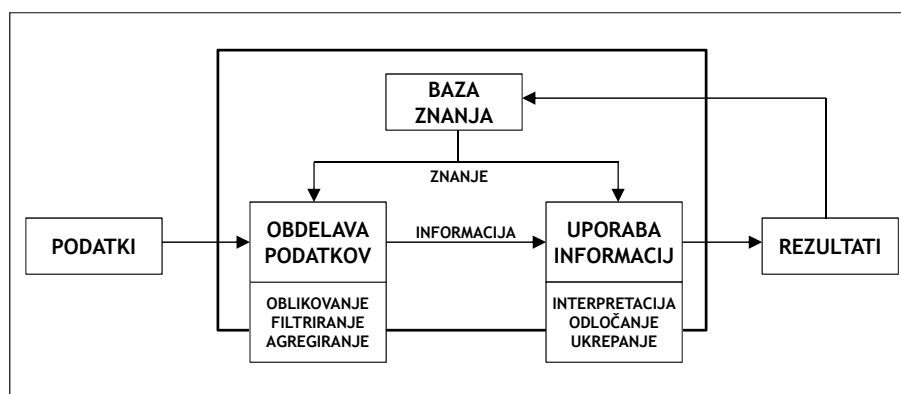 BAZA
ZNANJA
ZNANJE
PODATKI
OBDELAVA
PODATKOV
INFORMACIJA
UPORABA
INFORMACIJ
REZULTATI
OBLIKOVANJE
FILTRIRANJE
AGREGIRANJE
INTERPRETACIJA
ODLOČANJE
UKREPANJE